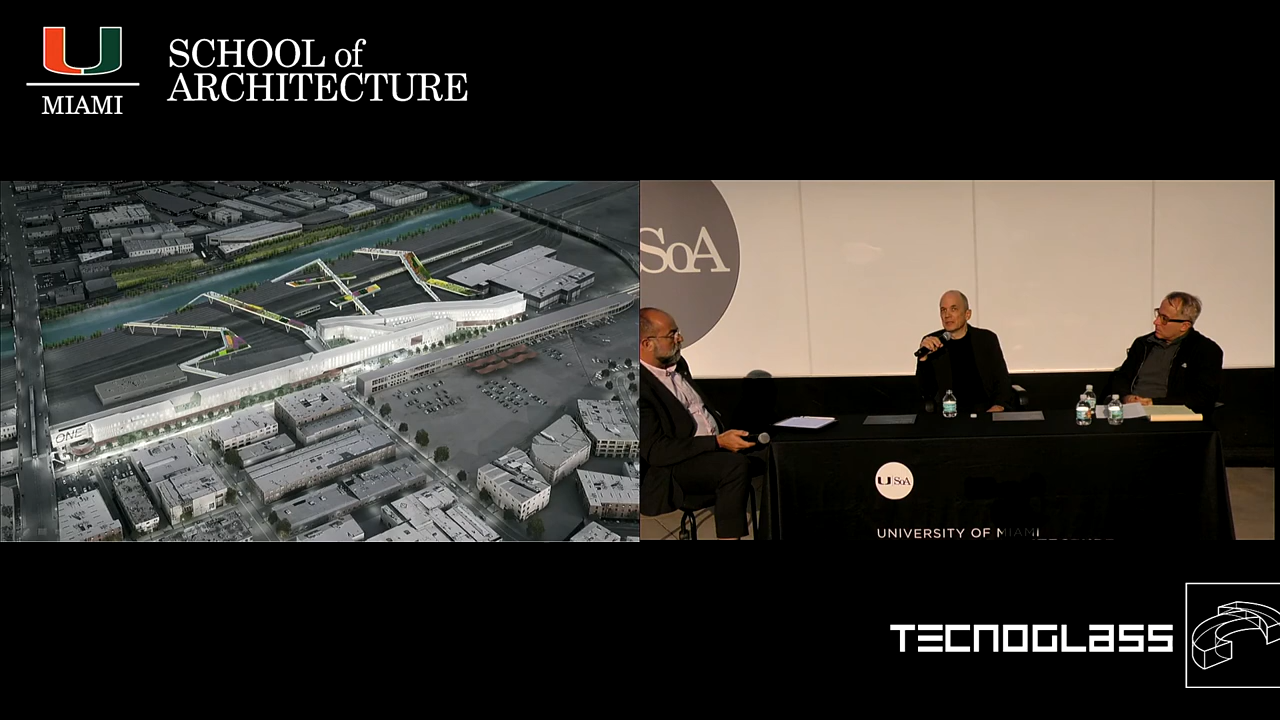 MIAMI
SCHOOL of
ARCHITECTURE
SoA
ONE
U SoA
UNIVERSITY OF MIAMI
TECNOGLASS